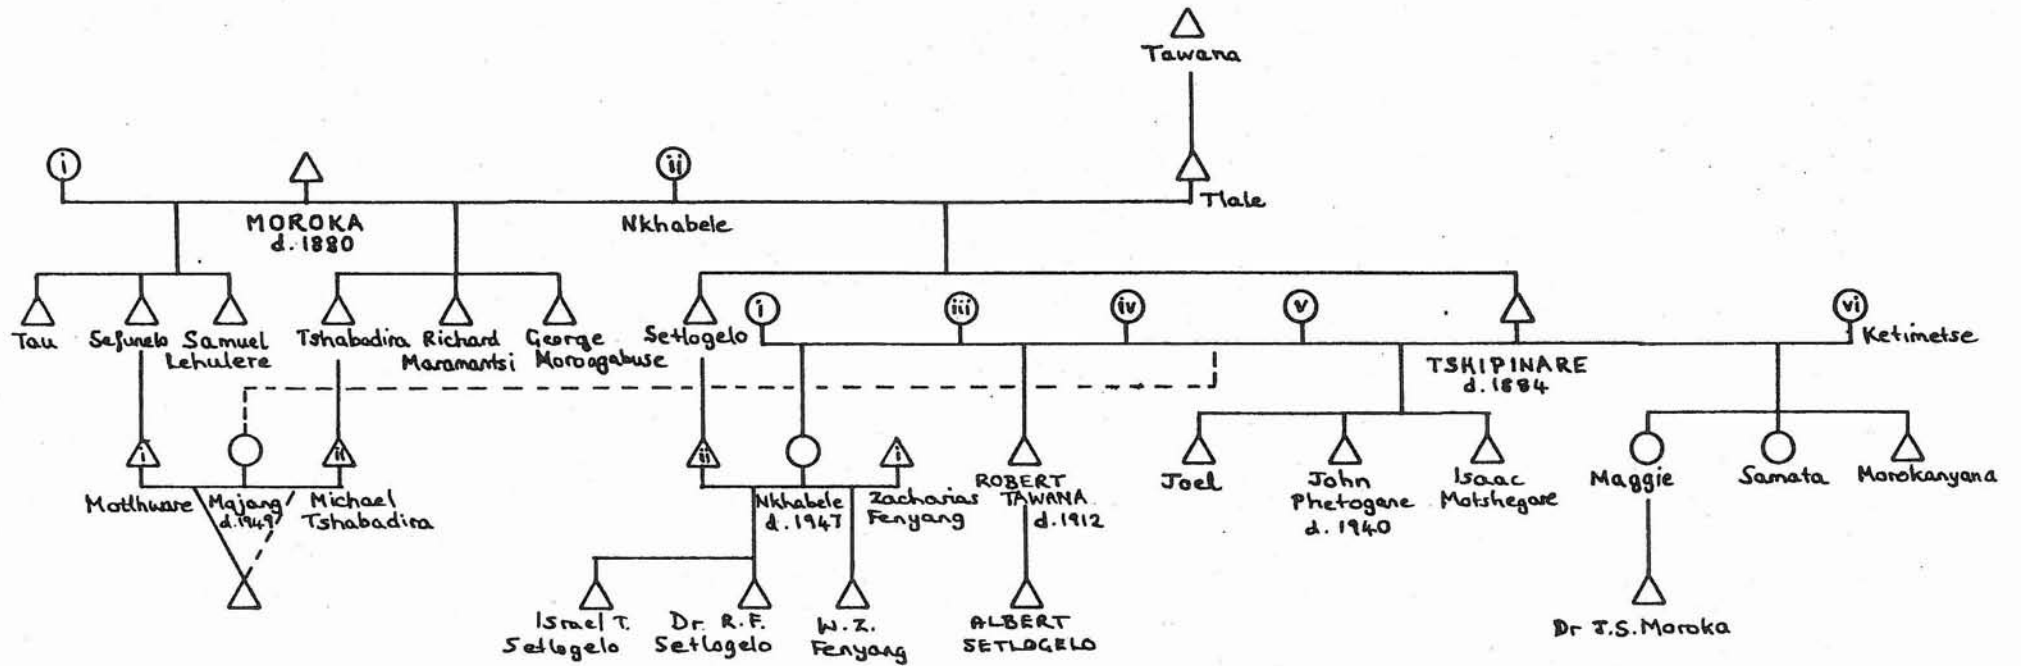 Tawana
i
ii
Tlale
MOROKA
d. 1880
Nkhabele
i
iii
iv
v
vi
Tau
Sefunelo
Samuel
Lehulere
Tshabadira
Richard
Maramantsi
George
Moroagabuse
Setlogelo
TSHIPINARE
d. 1884
Ketimetse
i
ii
ii
i
Motlhware
Majang
d. 1949
Michael
Tshabadira
Nkhabele
d. 1947
Zacharias
Fenyang
ROBERT
TAWANA
d. 1912
Joel
John
Phetogane
d. 1940
Isaac
Motshegare
Maggie
Samata
Morokanyana
Israel T.
Setlogelo
Dr. R.F.
Setlogelo
W. Z.
Fenyang
ALBERT
SETLOGELO
Dr J.S. Moroka